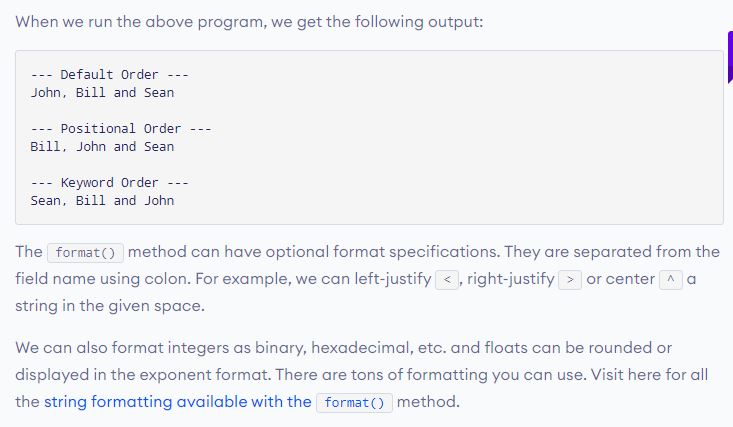 When we run the above program, we get the following output:
--- Default Order ---
John, Bill and Sean
--- Positional Order ---
Bill, John and Sean
--- Keyword Order ---
Sean, Bill and John
The format() method can have optional format specifications. They are separated from the
field name using colon. For example, we can left-justify <, right-justify > or center ^ a
string in the given space.
We can also format integers as binary, hexadecimal, etc. and floats can be rounded or
displayed in the exponent format. There are tons of formatting you can use. Visit here for all
the string formatting available with the format() method.